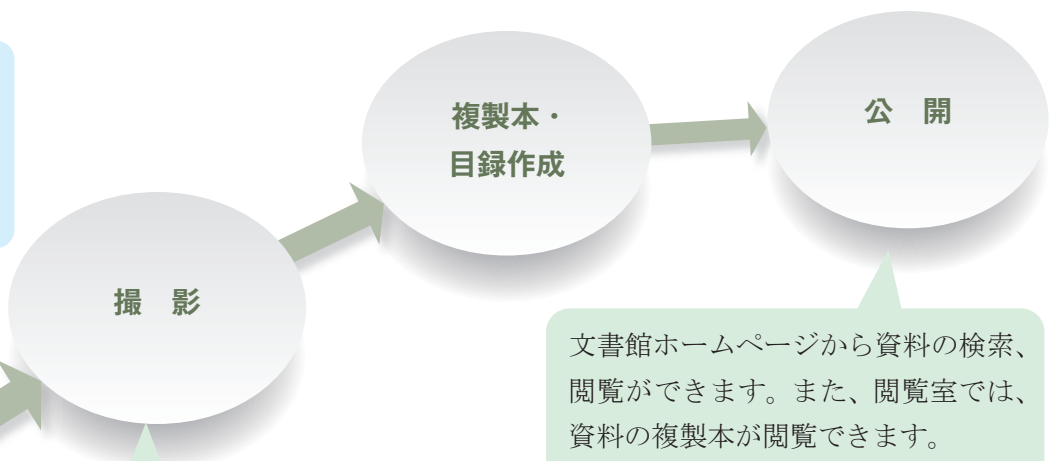 撮　影
複製本・
目録作成
公　開
文書館ホームページから資料の検索、
閲覧ができます。また、閲覧室では、
資料の複製本が閲覧できます。